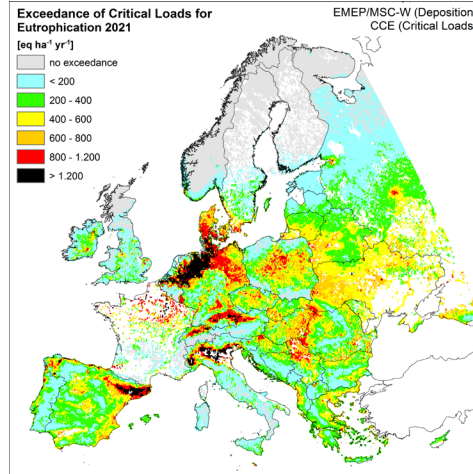 Exceedance of Critical Loads for
Eutrophication 2021
[eq ha⁻¹ yr⁻¹]
no exceedance
< 200
200 - 400
400 - 600
600 - 800
800 - 1.200
> 1.200
EMEP/MSC-W (Deposition
CCE (Critical Loads